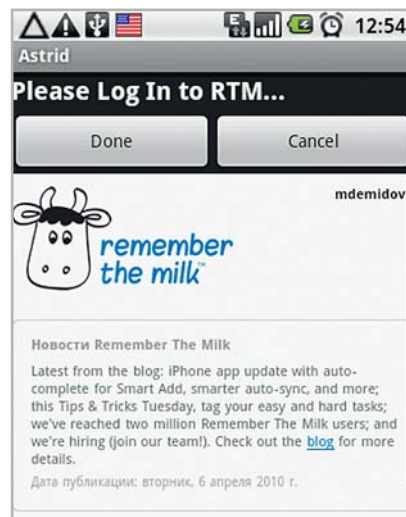 12:54
Astrid
Please Log In to RTM...
Done Cancel
mdemidov
remember
the milk™
Новости Remember The Milk
Latest from the blog: iPhone app update with auto-
complete for Smart Add, smarter auto-sync, and more;
this Tips & Tricks Tuesday, tag your easy and hard tasks;
we've reached two million Remember The Milk users; and
we're hiring (join our team!). Check out the blog for more
details.
Дата публикации: вторник, 6 апреля 2010 г.